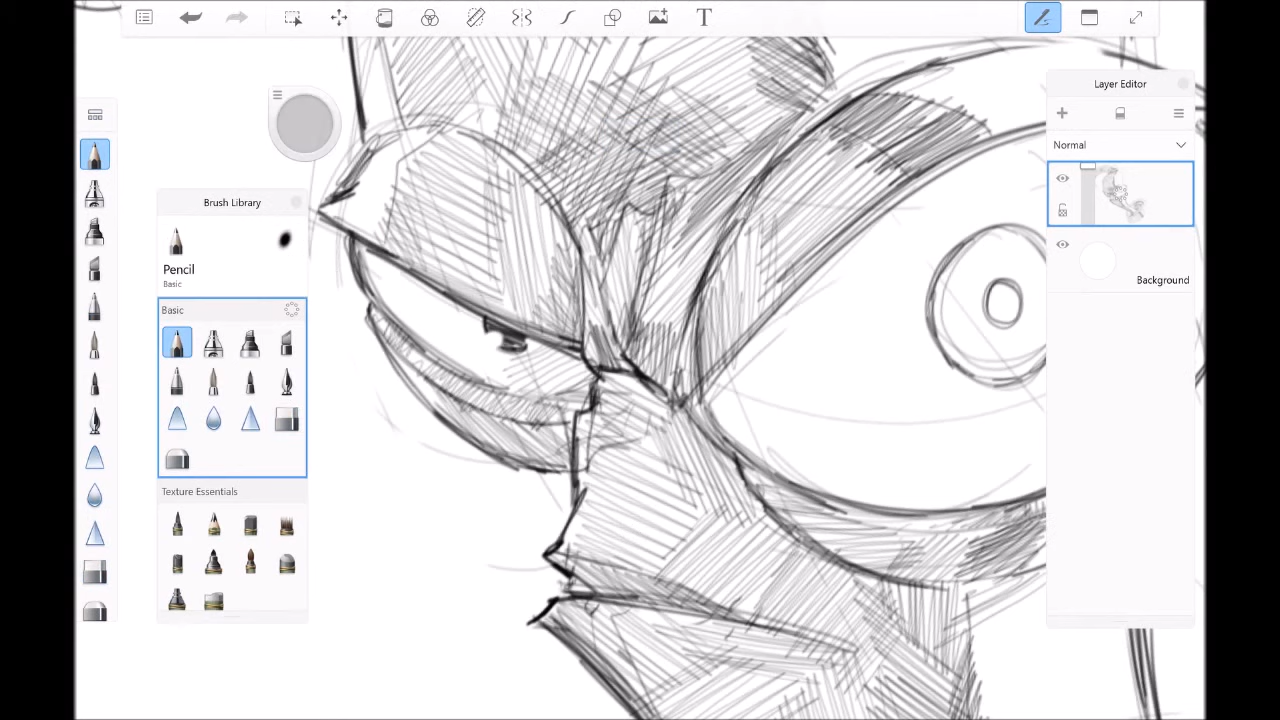 T
Layer Editor
Normal
Background
Brush Library
Pencil
Basic
Basic
Texture Essentials